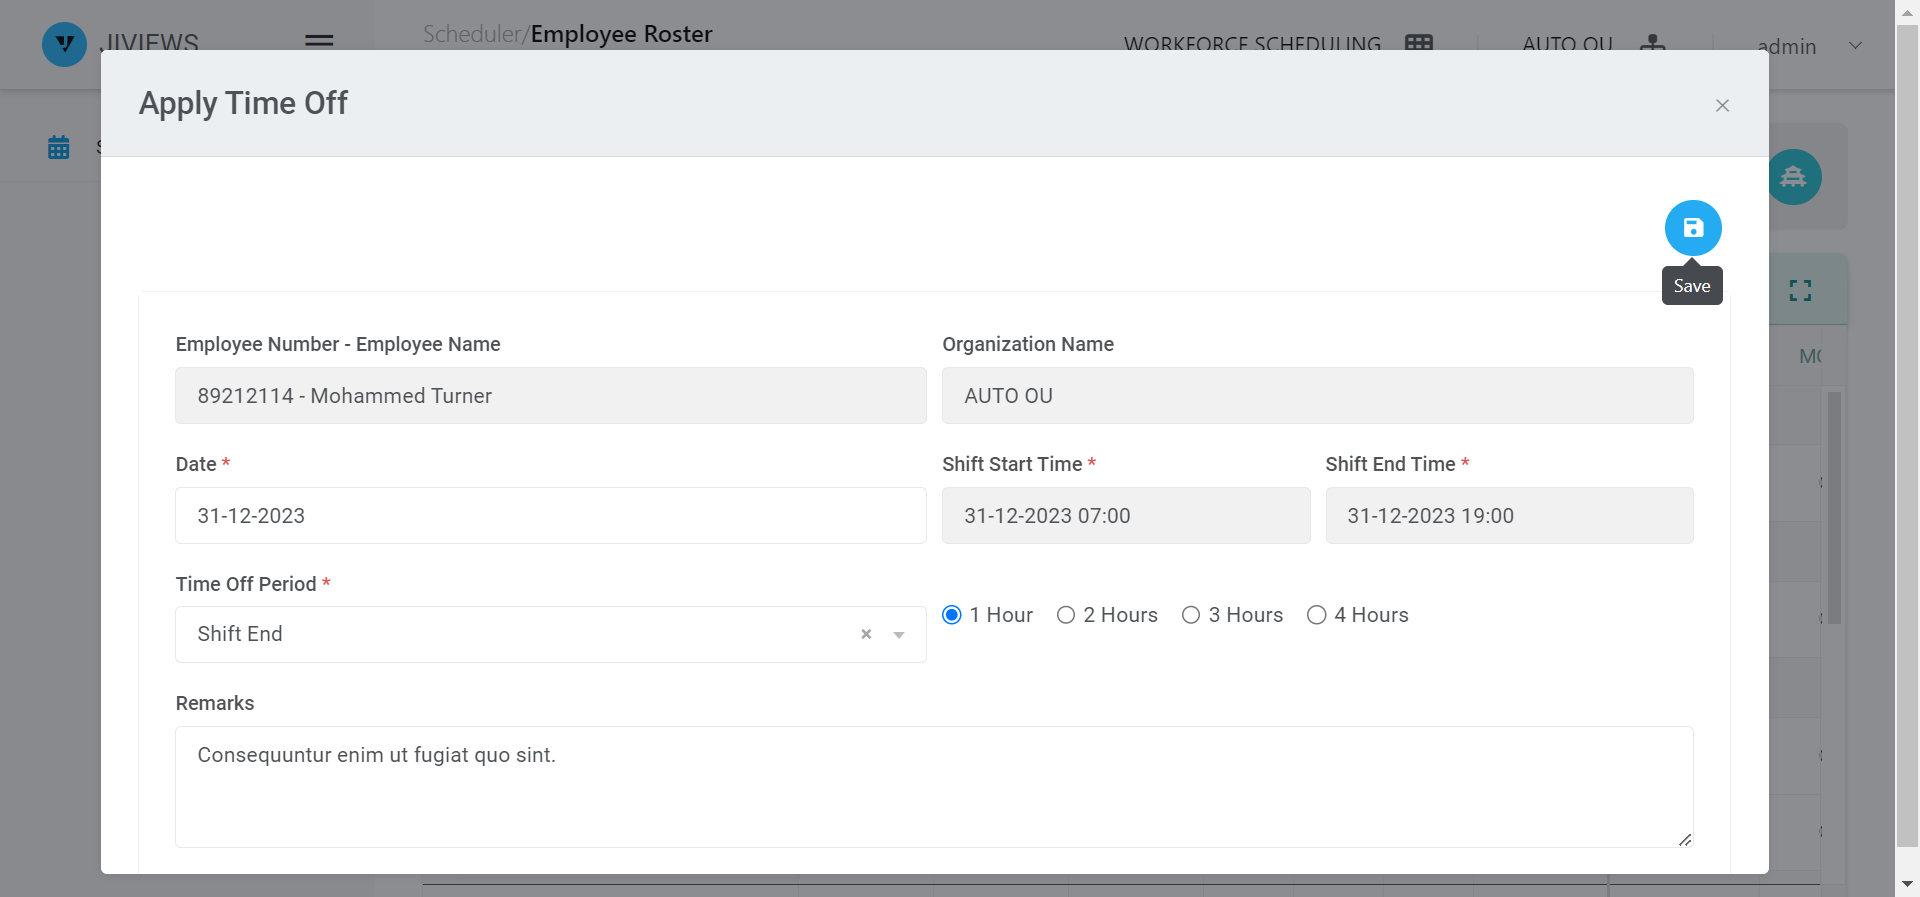 JIVIEWS
Scheduler/Employee Roster
WORKFORCE SCHEDULING
AUTO OU
admin
Apply Time Off
×
Save
Employee Number - Employee Name
Organization Name
89212114 - Mohammed Turner
AUTO OU
Date *
Shift Start Time *
Shift End Time *
31-12-2023
31-12-2023 07:00
31-12-2023 19:00
Time Off Period *
Shift End
×
1 Hour
2 Hours
3 Hours
4 Hours
Remarks
Consequuntur enim ut fugiat quo sint.